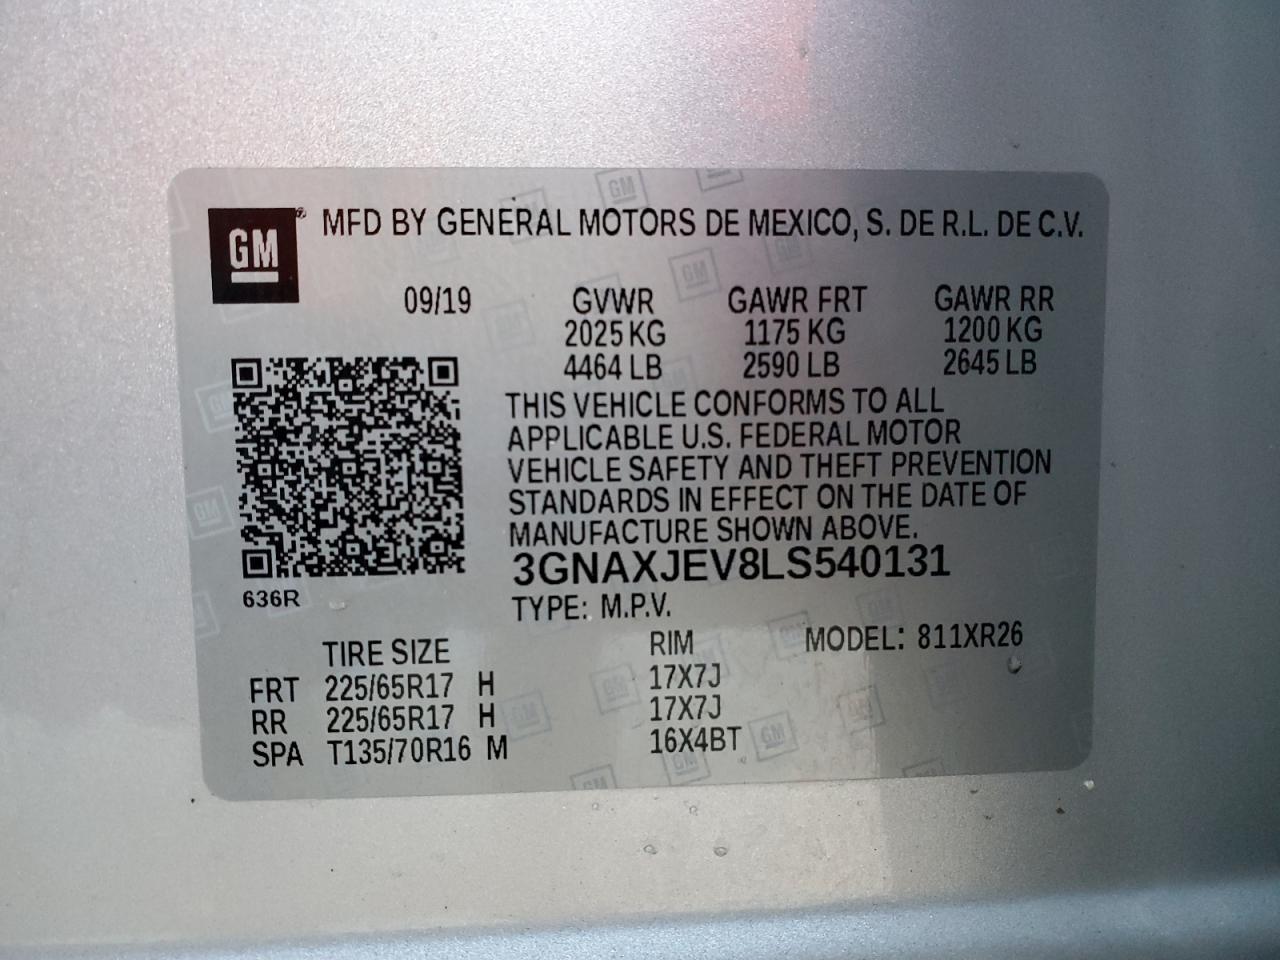 GM® MFD BY GENERAL MOTORS DE MEXICO, S. DE R.L. DE C.V.
09/19 GVWR GAWR FRT GAWR RR
2025 KG 1175 KG 1200 KG
4464 LB 2590 LB 2645 LB
THIS VEHICLE CONFORMS TO ALL
APPLICABLE U.S. FEDERAL MOTOR
VEHICLE SAFETY AND THEFT PREVENTION
STANDARDS IN EFFECT ON THE DATE OF
MANUFACTURE SHOWN ABOVE.
3GNAXJEV8LS540131
636R
TYPE: M.P.V.
TIRE SIZE RIM MODEL: 811XR26
FRT 225/65R17 H 17X7J
RR 225/65R17 H 17X7J
SPA T135/70R16 M 16X4BT